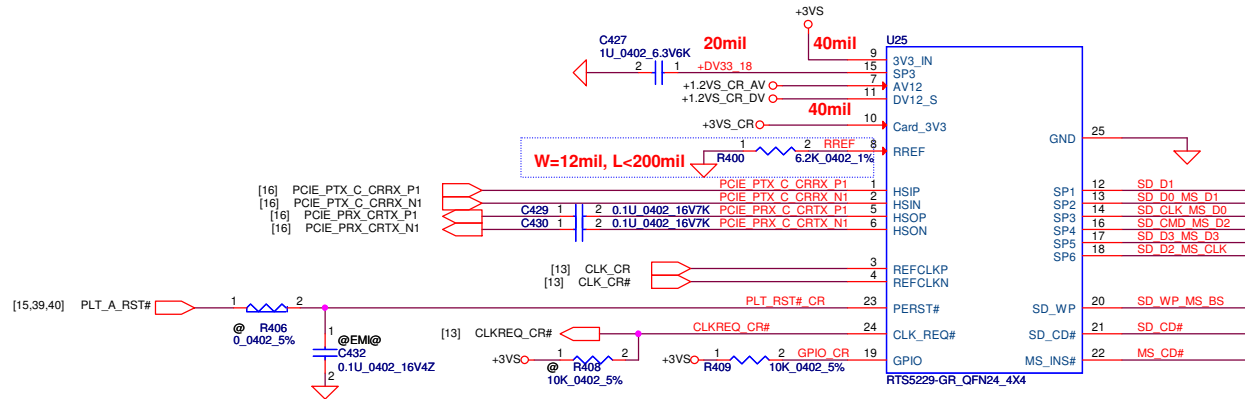 +3VS
C427
1U_0402_6.3V6K
20mil
40mil
U25
2 1 +DV33_18
9 3V3_IN
15 SP3
+1.2VS_CR_AV 7 AV12
+1.2VS_CR_DV 11 DV12_S
40mil
+3VS_CR 10 Card_3V3
GND 25
W=12mil, L<200mil
1 2 RREF 8 RREF
R400 6.2K_0402_1%
[16] PCIE_PTX_C_CRRX_P1 PCIE_PTX_C_CRRX_P1 1 HSIP
[16] PCIE_PTX_C_CRRX_N1 PCIE_PTX_C_CRRX_N1 2 HSIN
[16] PCIE_PRX_CRTX_P1 C429 1 2 0.1U_0402_16V7K PCIE_PRX_C_CRTX_P1 5 HSOP
[16] PCIE_PRX_CRTX_N1 C430 1 2 0.1U_0402_16V7K PCIE_PRX_C_CRTX_N1 6 HSON
SP1 12 SD_D1
SP2 13 SD_D0_MS_D1
SP3 14 SD_CLK_MS_D0
SP4 16 SD_CMD_MS_D2
SP5 17 SD_D3_MS_D3
SP6 18 SD_D2_MS_CLK
[13] CLK_CR 3 REFCLKP
[13] CLK_CR# 4 REFCLKN
[15,39,40] PLT_A_RST# 1 2 PLT_RST#_CR 23 PERST#
SD_WP 20 SD_WP_MS_BS
@ R406
0_0402_5%
@EMI@
1
C432
0.1U_0402_16V4Z
2
[13] CLKREQ_CR# CLKREQ_CR# 24 CLK_REQ#
SD_CD# 21 SD_CD#
+3VS 1 2
@ R408
10K_0402_5%
+3VS 1 2 GPIO_CR 19 GPIO
R409 10K_0402_5%
MS_INS# 22 MS_CD#
RTS5229-GR_QFN24_4X4